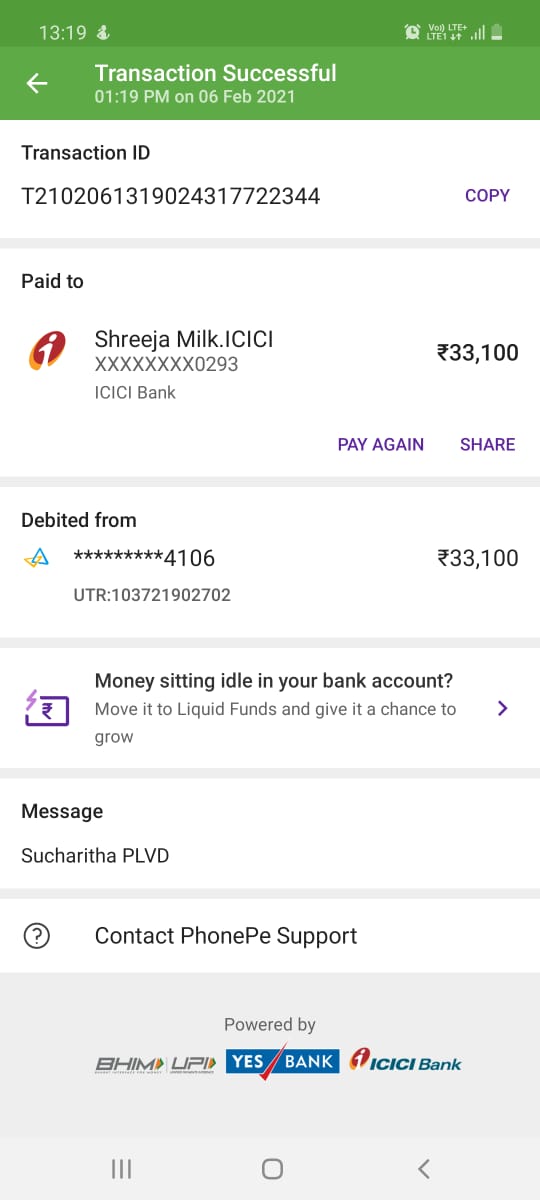 13:19
Vo)) LTE+
LTE1
Transaction Successful
01:19 PM on 06 Feb 2021
Transaction ID
T2102061319024317722344
COPY
Paid to
Shreeja Milk.ICICI
XXXXXXXX0293
₹33,100
ICICI Bank
PAY AGAIN
SHARE
Debited from
*********4106
₹33,100
UTR:103721902702
Money sitting idle in your bank account?
Move it to Liquid Funds and give it a chance to
grow
Message
Sucharitha PLVD
Contact PhonePe Support
Powered by
BHIM UPI YES BANK ICICI Bank